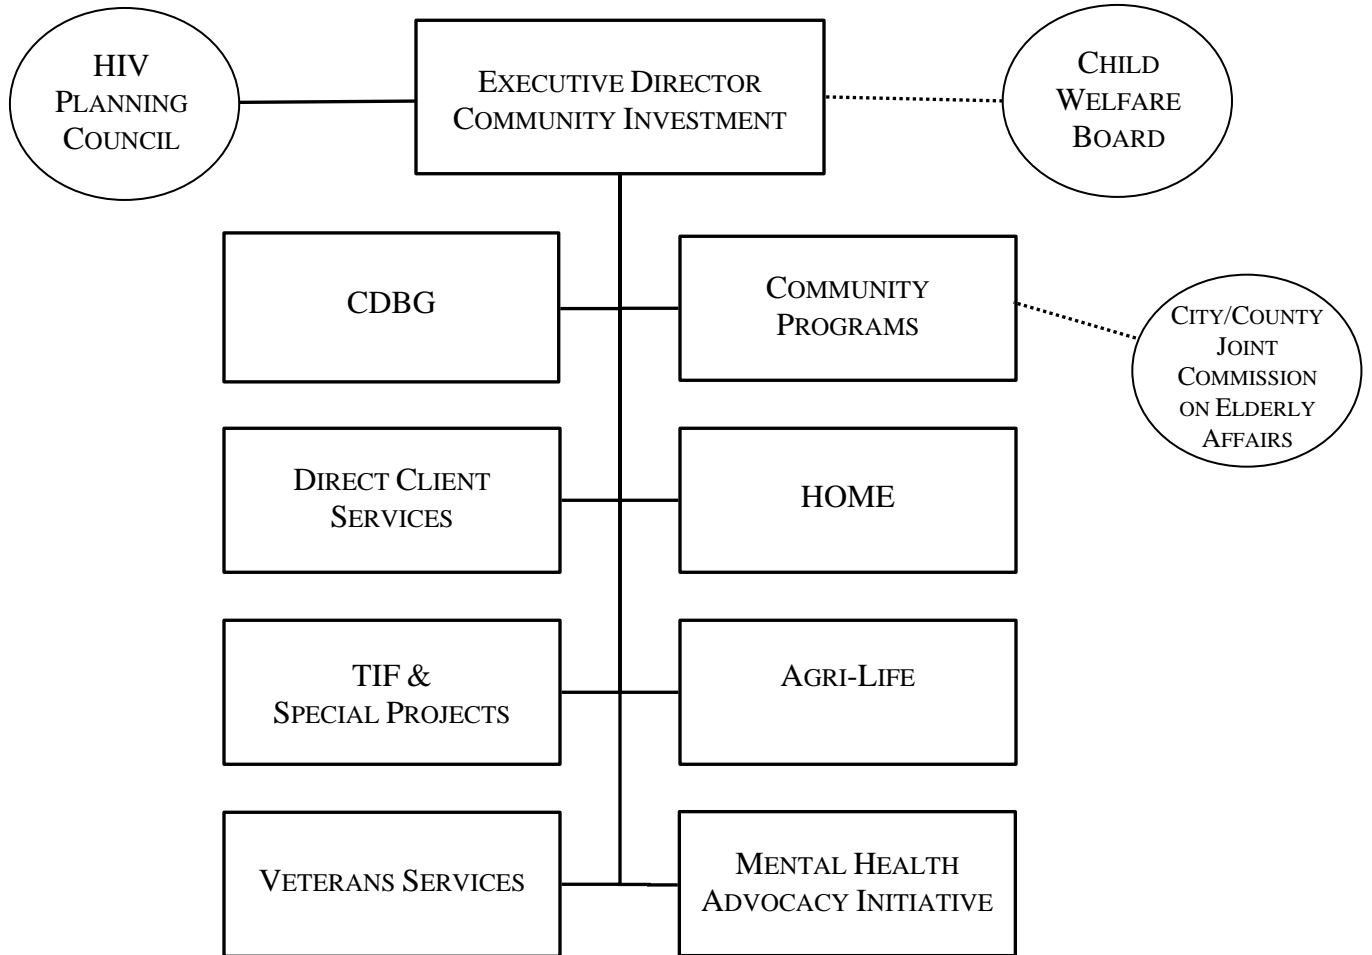 HIV
PLANNING
COUNCIL
EXECUTIVE DIRECTOR
COMMUNITY INVESTMENT
CHILD
WELFARE
BOARD
CDBG
COMMUNITY
PROGRAMS
CITY/COUNTY
JOINT
COMMISSION
ON ELDERLY
AFFAIRS
DIRECT CLIENT
SERVICES
HOME
TIF &
SPECIAL PROJECTS
AGRI-LIFE
VETERANS SERVICES
MENTAL HEALTH
ADVOCACY INITIATIVE